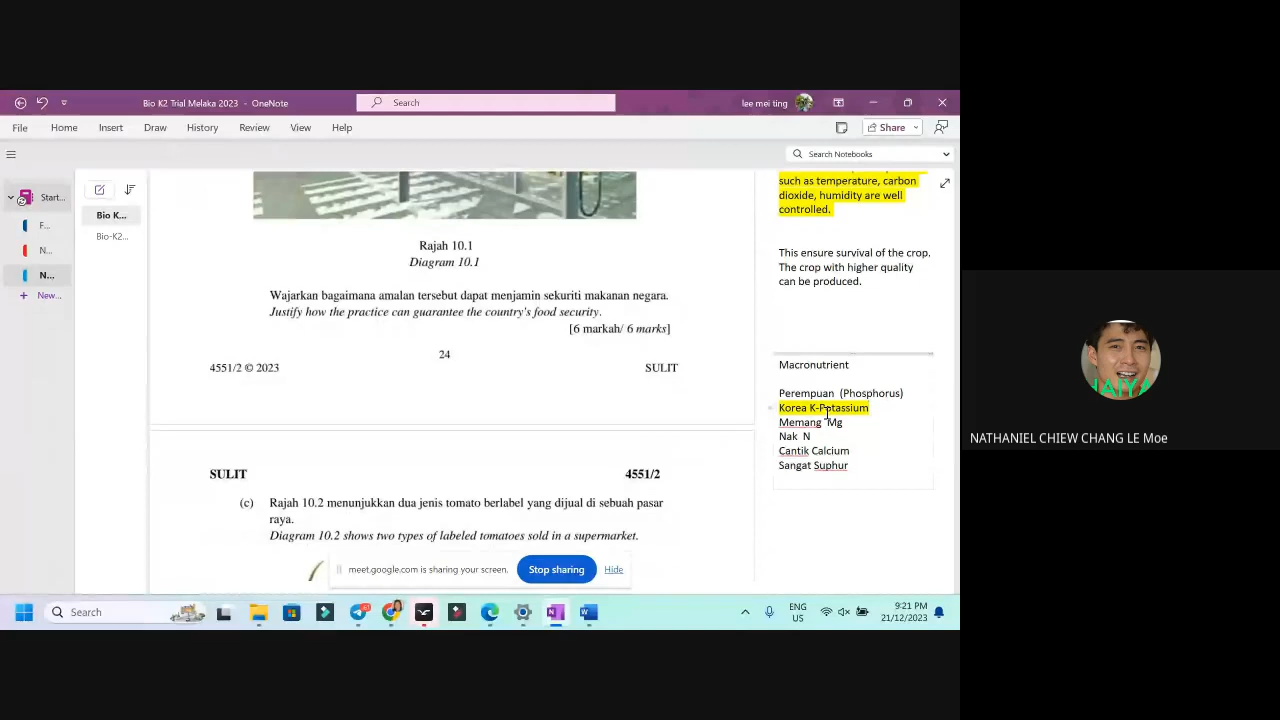 Bio K2 Trial Melaka 2023 - OneNote
Search
lee mei ting
File Home Insert Draw History Review View Help
Share
Search Notebooks
Start...
F...
N...
N...
New...
Bio K...
Bio-K2...
Rajah 10.1
Diagram 10.1
Wajarkan bagaimana amalan tersebut dapat menjamin sekuriti makanan negara.
Justify how the practice can guarantee the country's food security.
[6 markah/ 6 marks]
24
4551/2 © 2023 SULIT
SULIT 4551/2
(c) Rajah 10.2 menunjukkan dua jenis tomato berlabel yang dijual di sebuah pasar
raya.
Diagram 10.2 shows two types of labeled tomatoes sold in a supermarket.
such as temperature, carbon
dioxide, humidity are well
controlled.
This ensure survival of the crop.
The crop with higher quality
can be produced.
Macronutrient
Perempuan (Phosphorus)
Korea K-Potassium
Memang Mg
Nak N
Cantik Calcium
Sangat Suphur
meet.google.com is sharing your screen. Stop sharing Hide
Search
ENG
US
9:21 PM
21/12/2023
HAIYA
NATHANIEL CHIEW CHANG LE Moe